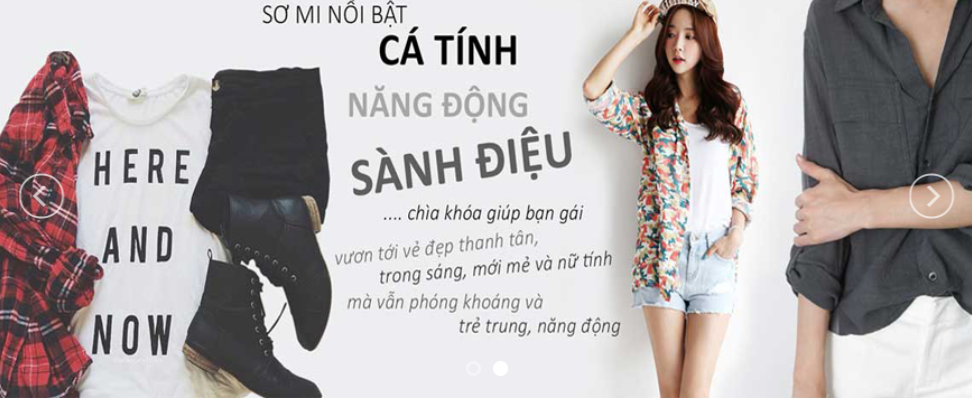 SƠ MI NỔI BẬT
CÁ TÍNH
NĂNG ĐỘNG
SÀNH ĐIỆU
.... chìa khóa giúp bạn gái
vươn tới vẻ đẹp thanh tân,
trong sáng, mới mẻ và nữ tính
mà vẫn phóng khoáng và
trẻ trung, năng động
HERE
AND
NOW